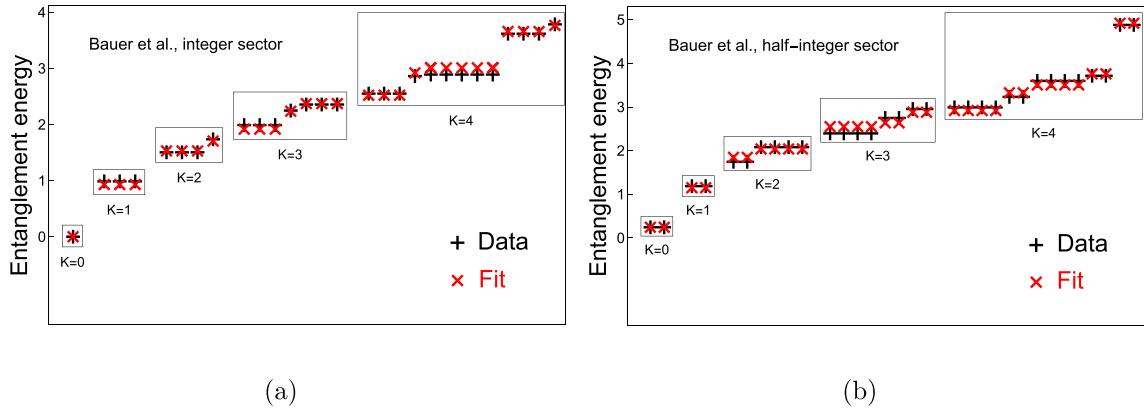 Entanglement energy
4
3
2
1
0
Bauer et al., integer sector
K=0
K=1
K=2
K=3
K=4
+ Data
× Fit
(a)
Entanglement energy
5
4
3
2
1
0
Bauer et al., half−integer sector
K=0
K=1
K=2
K=3
K=4
+ Data
× Fit
(b)